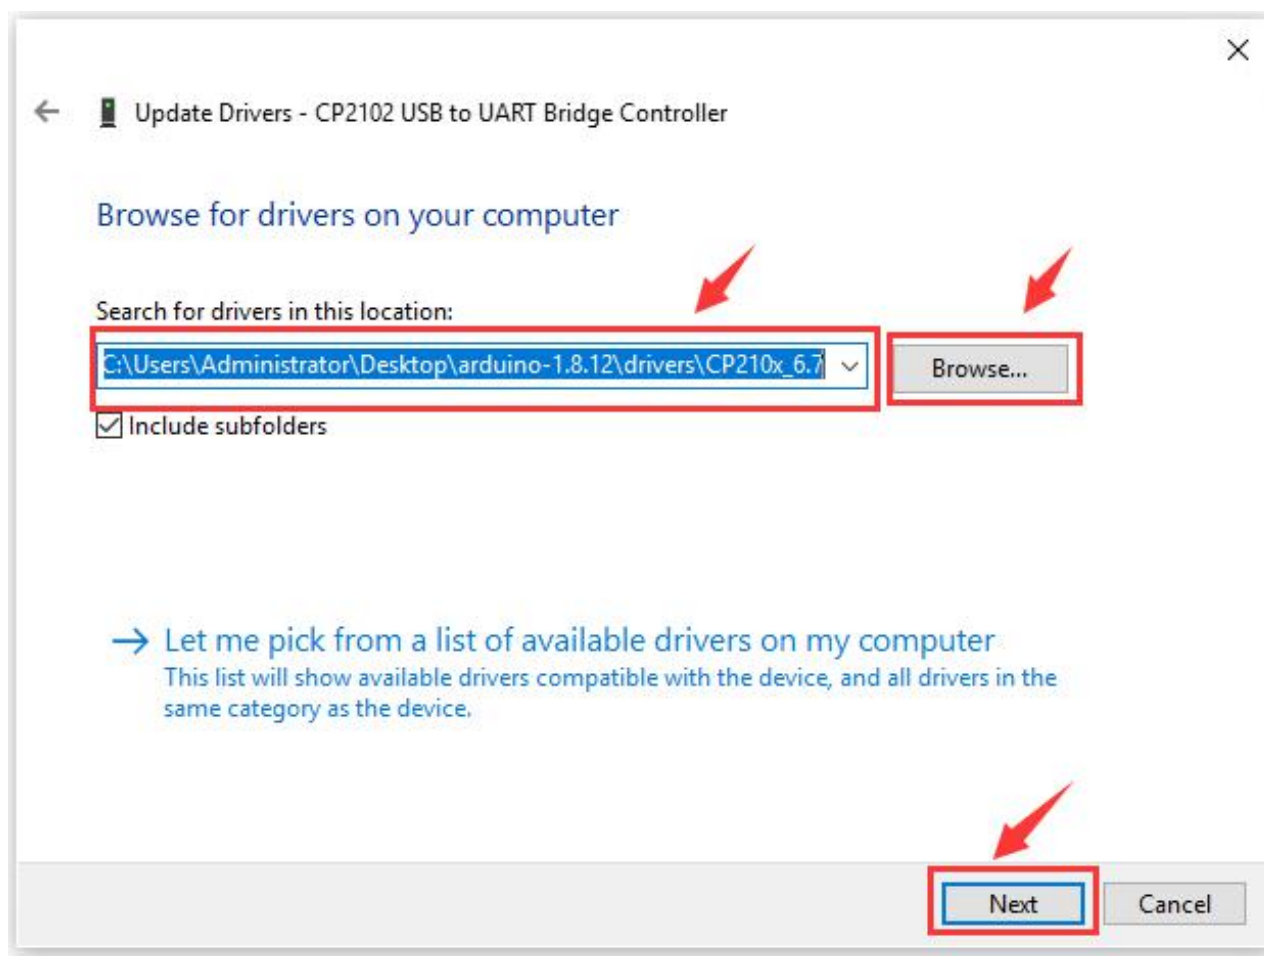 Update Drivers - CP2102 USB to UART Bridge Controller
Browse for drivers on your computer
Search for drivers in this location:
C:\Users\Administrator\Desktop\arduino-1.8.12\drivers\CP210x_6.7
Browse...
Include subfolders
Let me pick from a list of available drivers on my computer
This list will show available drivers compatible with the device, and all drivers in the
same category as the device.
Next
Cancel